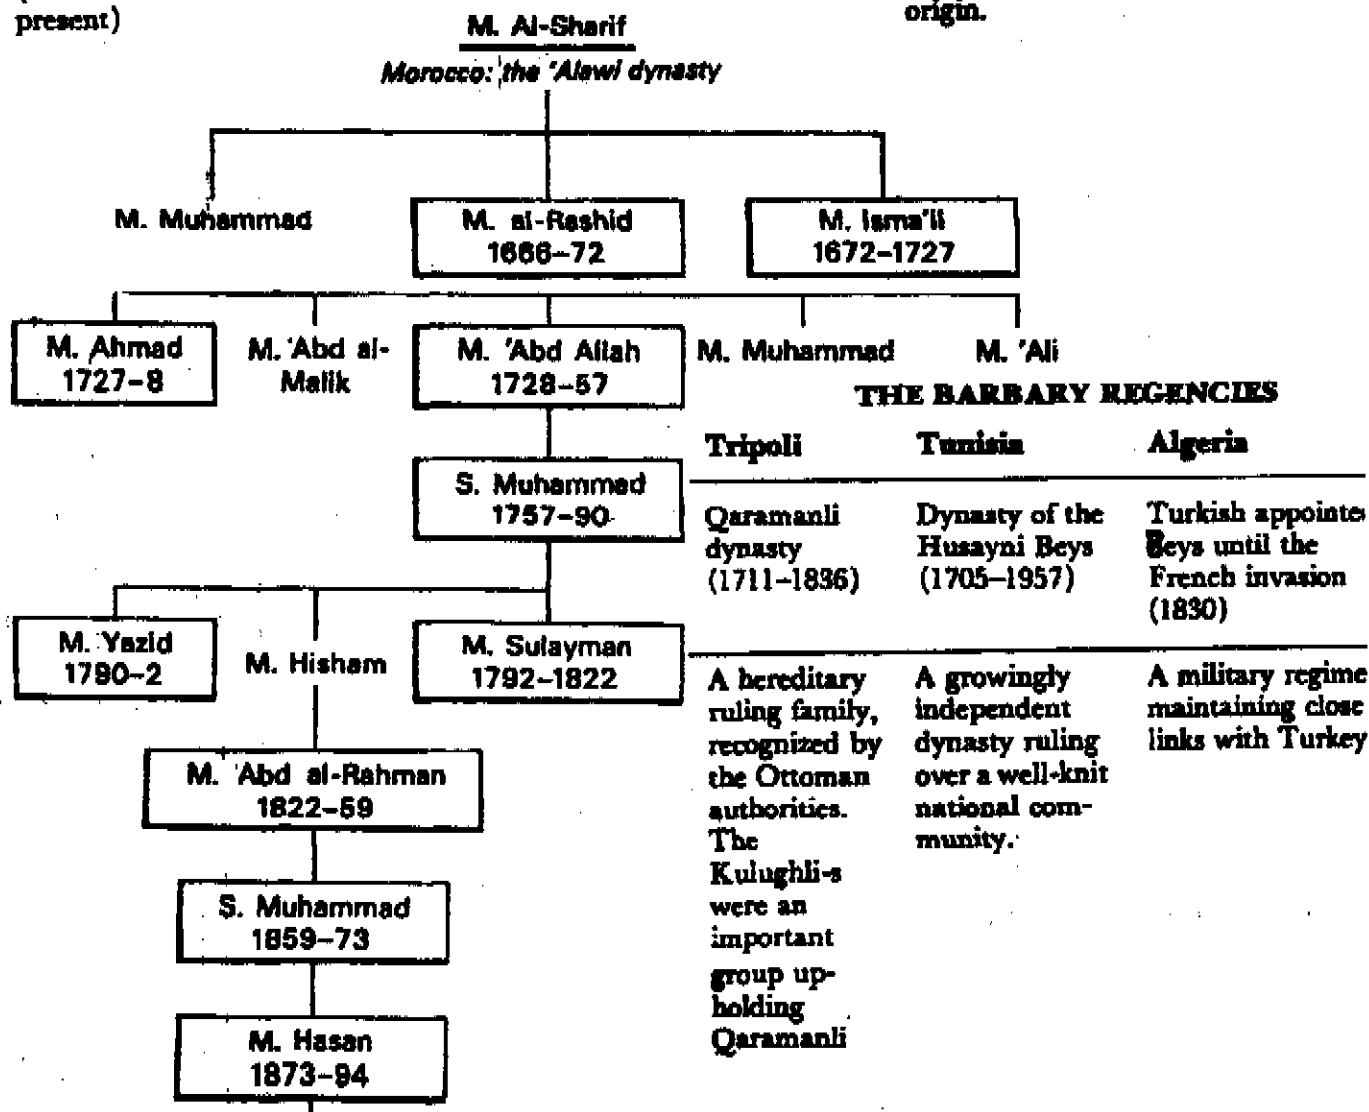 present)
origin.
M. Al-Sharif
Morocco: the 'Alawi dynasty
M. Muhammad
M. al-Rashid
1666–72
M. Isma'il
1672–1727
M. Ahmad
1727–8
M. 'Abd al-
Malik
M. 'Abd Allah
1728–57
M. Muhammad
M. 'Ali
S. Muhammad
1757–90
M. Yazid
1790–2
M. Hisham
M. Sulayman
1792–1822
M. 'Abd al-Rahman
1822–59
S. Muhammad
1859–73
M. Hasan
1873–94
THE BARBARY REGENCIES
Tripoli
Tunisia
Algeria
Qaramanli
dynasty
(1711–1836)
Dynasty of the
Husayni Beys
(1705–1957)
Turkish appointe
Beys until the
French invasion
(1830)
A hereditary
ruling family,
recognized by
the Ottoman
authorities.
The
Kulughli-s
were an
important
group up-
holding
Qaramanli
A growingly
independent
dynasty ruling
over a well-knit
national com-
munity.
A military regime
maintaining close
links with Turkey